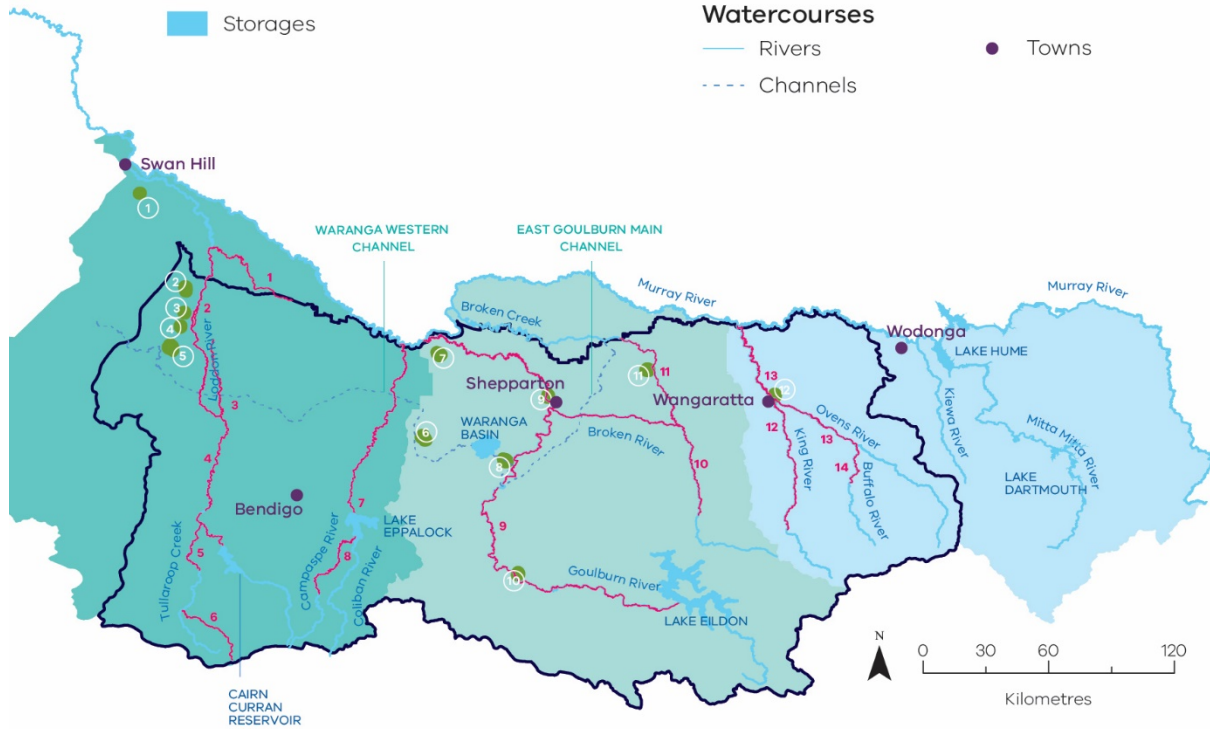 Storages
Watercourses
Rivers
Towns
Channels
Swan Hill
1
WARANGA WESTERN
CHANNEL
EAST GOULBURN MAIN
CHANNEL
1
2
2
3
4
5
Loddon River
Murray River
Murray River
Broken Creek
Wodonga
LAKE HUME
7
11
11
13
12
Shepparton
9
Wangaratta
12
3
4
6
WARANGA
BASIN
8
Broken River
10
King River
Ovens River
13
14
Buffalo River
Kiewa River
Mitta Mitta River
LAKE
DARTMOUTH
Bendigo
7
LAKE
EPPALOCK
9
5
8
Tullaroop Creek
Campaspe River
Coliban River
10
Goulburn River
LAKE EILDON
6
N
0
30
60
120
Kilometres
CAIRN
CURRAN
RESERVOIR